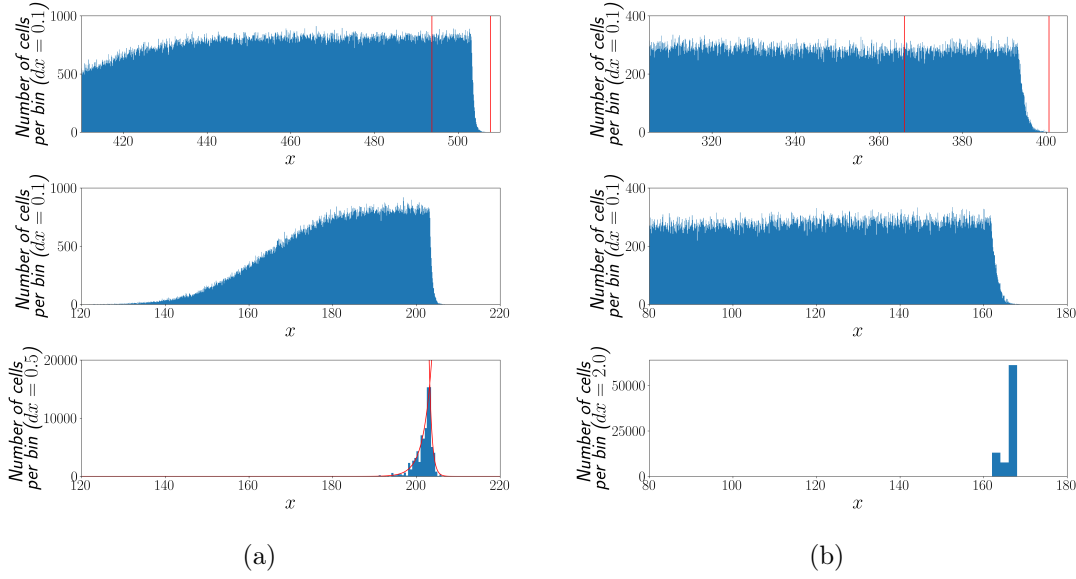 Number of cells
per bin (dx = 0.1)
1000
500
0
420
440
460
480
500
x
Number of cells
per bin (dx = 0.1)
1000
500
0
120
140
160
180
200
220
x
Number of cells
per bin (dx = 0.5)
20000
10000
0
120
140
160
180
200
220
x
(a)
Number of cells
per bin (dx = 0.1)
400
200
0
320
340
360
380
400
x
Number of cells
per bin (dx = 0.1)
400
200
0
80
100
120
140
160
180
x
Number of cells
per bin (dx = 2.0)
50000
25000
0
80
100
120
140
160
180
x
(b)